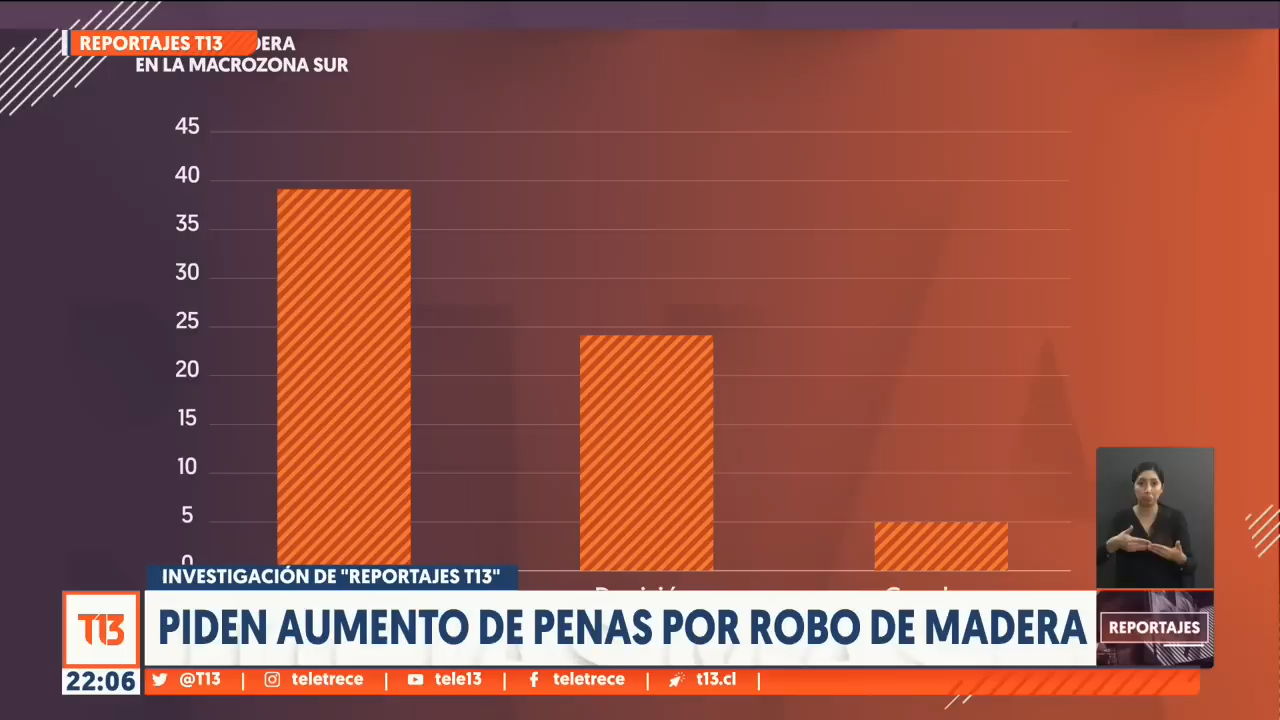 REPORTAJES T13
DERA
EN LA MACROZONA SUR
45
40
35
30
25
20
15
10
5
0
INVESTIGACIÓN DE "REPORTAJES T13"
PIDEN AUMENTO DE PENAS POR ROBO DE MADERA
REPORTAJES
T13
22:06
@T13 | teletrece | tele13 | teletrece | t13.cl |